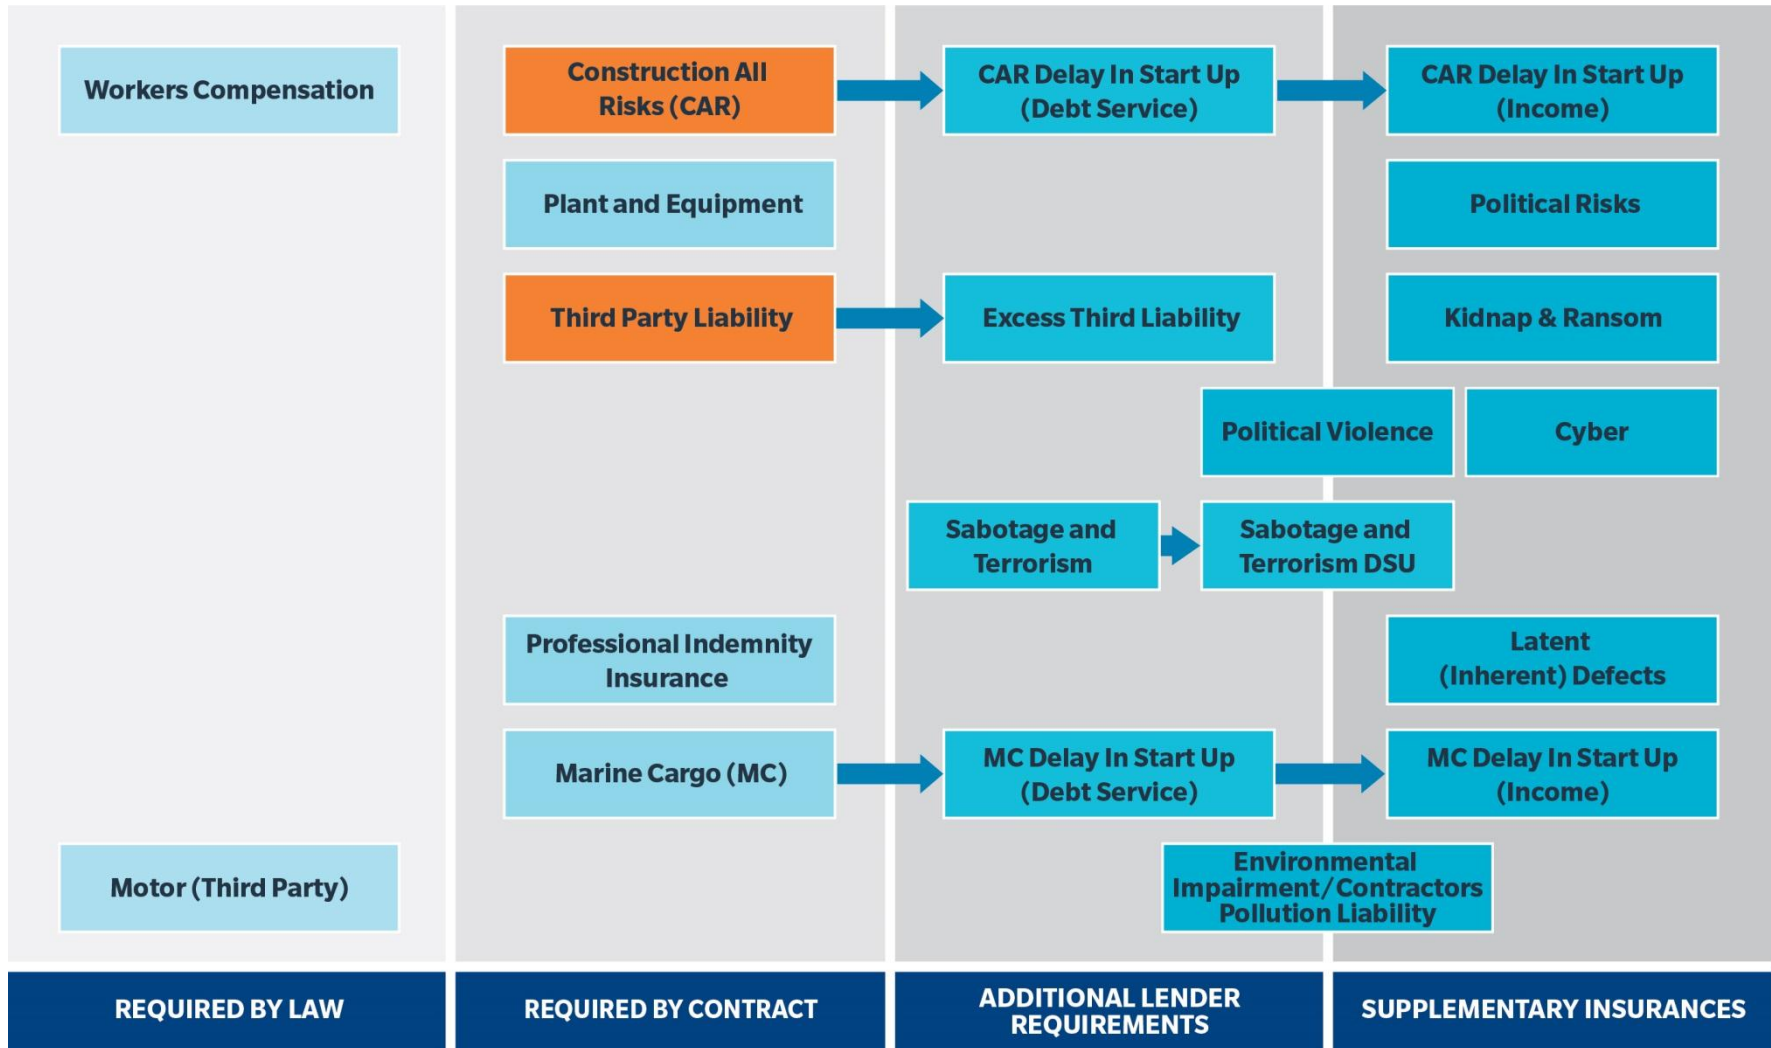 Workers Compensation
Construction All
Risks (CAR)
CAR Delay In Start Up
(Debt Service)
CAR Delay In Start Up
(Income)
Plant and Equipment
Political Risks
Third Party Liability
Excess Third Liability
Kidnap & Ransom
Political Violence
Cyber
Sabotage and
Terrorism
Sabotage and
Terrorism DSU
Professional Indemnity
Insurance
Latent
(Inherent) Defects
Marine Cargo (MC)
MC Delay In Start Up
(Debt Service)
MC Delay In Start Up
(Income)
Motor (Third Party)
Environmental
Impairment/Contractors
Pollution Liability
REQUIRED BY LAW
REQUIRED BY CONTRACT
ADDITIONAL LENDER
REQUIREMENTS
SUPPLEMENTARY INSURANCES